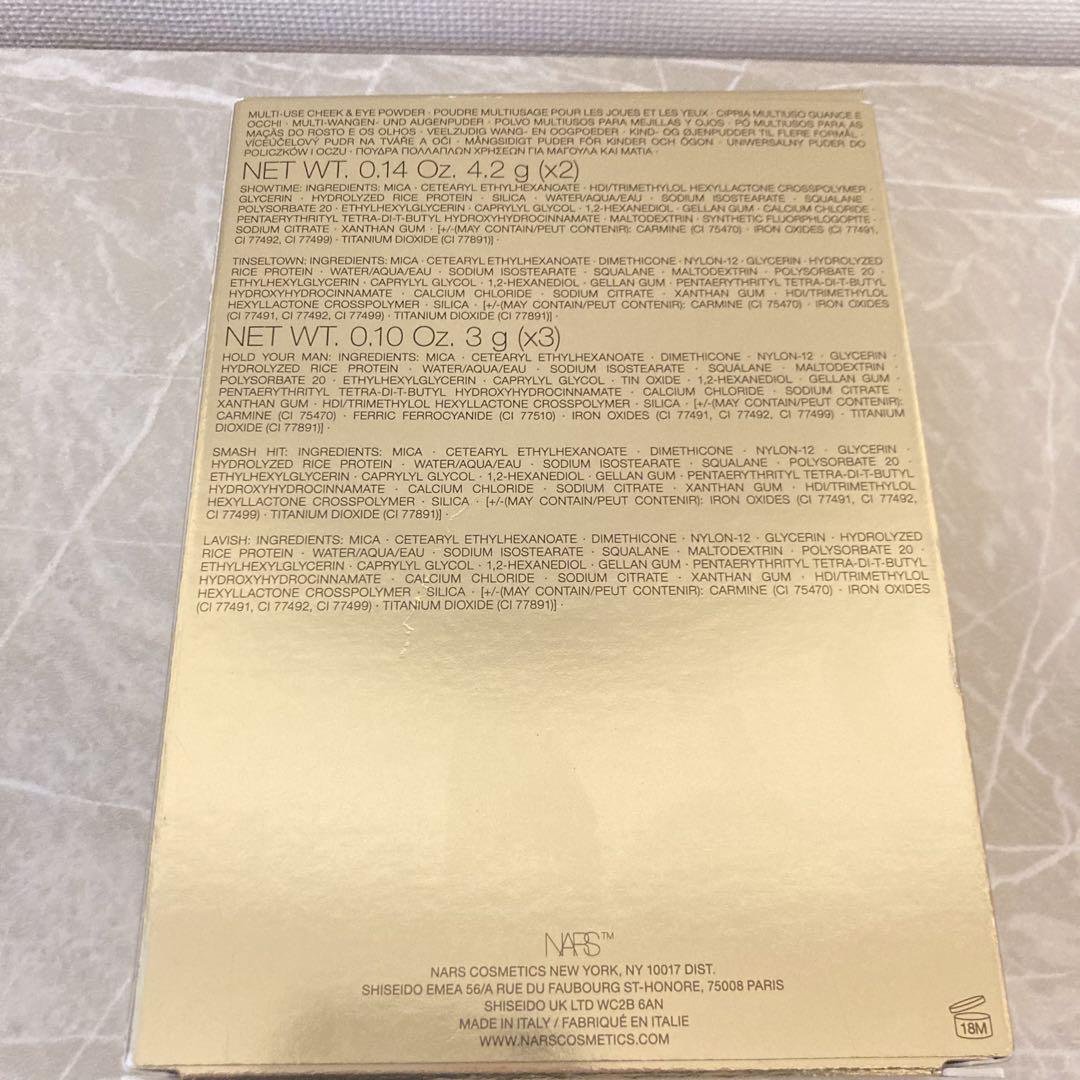 MULTI-USE CHEEK & EYE POWDER · POUDRE MULTIUSAGE POUR LES JOUES ET LES YEUX · CIPRIA MULTIUSO GUANCE E
OCCHI · MULTI-WANGEN- UND AUGENPUDER · POLVO MULTIUSOS PARA MEJILLAS Y OJOS · PÓ MULTIUSOS PARA AS
MAÇÃS DO ROSTO E OS OLHOS · VEELZIJDIG WANG- EN OOGPOEDER · KIND- OG ØJENPUDDER TIL FLERE FORMÅL ·
VÍCEÚČELOVÝ PUDR NA TVÁŘE A OČI · MÅNGSIDIGT PUDER FÖR KINDER OCH ÖGON · UNIWERSALNY PUDER DO
POLICZKÓW I OCZU · ΠΟΥΔΡΑ ΠΟΛΛΑΠΛΩΝ ΧΡΗΣΕΩΝ ΓΙΑ ΜΑΓΟΥΛΑ ΚΑΙ ΜΑΤΙΑ ·
NET WT. 0.14 Oz. 4.2 g (x2)
SHOWTIME: INGREDIENTS: MICA · CETEARYL ETHYLHEXANOATE · HDI/TRIMETHYLOL HEXYLLACTONE CROSSPOLYMER ·
GLYCERIN · HYDROLYZED RICE PROTEIN · SILICA · WATER/AQUA/EAU · SODIUM ISOSTEARATE · SQUALANE ·
POLYSORBATE 20 · ETHYLHEXYLGLYCERIN · CAPRYLYL GLYCOL · 1,2-HEXANEDIOL · GELLAN GUM · CALCIUM CHLORIDE ·
PENTAERYTHRITYL TETRA-DI-T-BUTYL HYDROXYHYDROCINNAMATE · MALTODEXTRIN · SYNTHETIC FLUORPHLOGOPITE ·
SODIUM CITRATE · XANTHAN GUM · [+/-(MAY CONTAIN/PEUT CONTENIR): CARMINE (CI 75470) · IRON OXIDES (CI 77491,
CI 77492, CI 77499) · TITANIUM DIOXIDE (CI 77891)] ·
TINSELTOWN: INGREDIENTS: MICA · CETEARYL ETHYLHEXANOATE · DIMETHICONE · NYLON-12 · GLYCERIN · HYDROLYZED
RICE PROTEIN · WATER/AQUA/EAU · SODIUM ISOSTEARATE · SQUALANE · MALTODEXTRIN · POLYSORBATE 20 ·
ETHYLHEXYLGLYCERIN · CAPRYLYL GLYCOL · 1,2-HEXANEDIOL · GELLAN GUM · PENTAERYTHRITYL TETRA-DI-T-BUTYL
HYDROXYHYDROCINNAMATE · CALCIUM CHLORIDE · SODIUM CITRATE · XANTHAN GUM · HDI/TRIMETHYLOL
HEXYLLACTONE CROSSPOLYMER · SILICA · [+/-(MAY CONTAIN/PEUT CONTENIR): CARMINE (CI 75470) · IRON OXIDES
(CI 77491, CI 77492, CI 77499) · TITANIUM DIOXIDE (CI 77891)] ·
NET WT. 0.10 Oz. 3 g (x3)
HOLD YOUR MAN: INGREDIENTS: MICA · CETEARYL ETHYLHEXANOATE · DIMETHICONE · NYLON-12 · GLYCERIN ·
HYDROLYZED RICE PROTEIN · WATER/AQUA/EAU · SODIUM ISOSTEARATE · SQUALANE · MALTODEXTRIN ·
POLYSORBATE 20 · ETHYLHEXYLGLYCERIN · CAPRYLYL GLYCOL · TIN OXIDE · 1,2-HEXANEDIOL · GELLAN GUM ·
PENTAERYTHRITYL TETRA-DI-T-BUTYL HYDROXYHYDROCINNAMATE · CALCIUM CHLORIDE · SODIUM CITRATE ·
XANTHAN GUM · HDI/TRIMETHYLOL HEXYLLACTONE CROSSPOLYMER · SILICA · [+/-(MAY CONTAIN/PEUT CONTENIR):
CARMINE (CI 75470) · FERRIC FERROCYANIDE (CI 77510) · IRON OXIDES (CI 77491, CI 77492, CI 77499) · TITANIUM
DIOXIDE (CI 77891)] ·
SMASH HIT: INGREDIENTS: MICA · CETEARYL ETHYLHEXANOATE · DIMETHICONE · NYLON-12 · GLYCERIN ·
HYDROLYZED RICE PROTEIN · WATER/AQUA/EAU · SODIUM ISOSTEARATE · SQUALANE · POLYSORBATE 20 ·
ETHYLHEXYLGLYCERIN · CAPRYLYL GLYCOL · 1,2-HEXANEDIOL · GELLAN GUM · PENTAERYTHRITYL TETRA-DI-T-BUTYL
HYDROXYHYDROCINNAMATE · CALCIUM CHLORIDE · SODIUM CITRATE · XANTHAN GUM · HDI/TRIMETHYLOL
HEXYLLACTONE CROSSPOLYMER · SILICA · [+/-(MAY CONTAIN/PEUT CONTENIR): IRON OXIDES (CI 77491, CI 77492,
CI 77499) · TITANIUM DIOXIDE (CI 77891)] ·
LAVISH: INGREDIENTS: MICA · CETEARYL ETHYLHEXANOATE · DIMETHICONE · NYLON-12 · GLYCERIN · HYDROLYZED
RICE PROTEIN · WATER/AQUA/EAU · SODIUM ISOSTEARATE · SQUALANE · MALTODEXTRIN · POLYSORBATE 20 ·
ETHYLHEXYLGLYCERIN · CAPRYLYL GLYCOL · 1,2-HEXANEDIOL · GELLAN GUM · PENTAERYTHRITYL TETRA-DI-T-BUTYL
HYDROXYHYDROCINNAMATE · CALCIUM CHLORIDE · SODIUM CITRATE · XANTHAN GUM · HDI/TRIMETHYLOL
HEXYLLACTONE CROSSPOLYMER · SILICA · [+/-(MAY CONTAIN/PEUT CONTENIR): CARMINE (CI 75470) · IRON OXIDES
(CI 77491, CI 77492, CI 77499) · TITANIUM DIOXIDE (CI 77891)] ·
NARS™
NARS COSMETICS NEW YORK, NY 10017 DIST.
SHISEIDO EMEA 56/A RUE DU FAUBOURG ST-HONORE, 75008 PARIS
SHISEIDO UK LTD WC2B 6AN
MADE IN ITALY / FABRIQUÉ EN ITALIE
WWW.NARSCOSMETICS.COM
18M